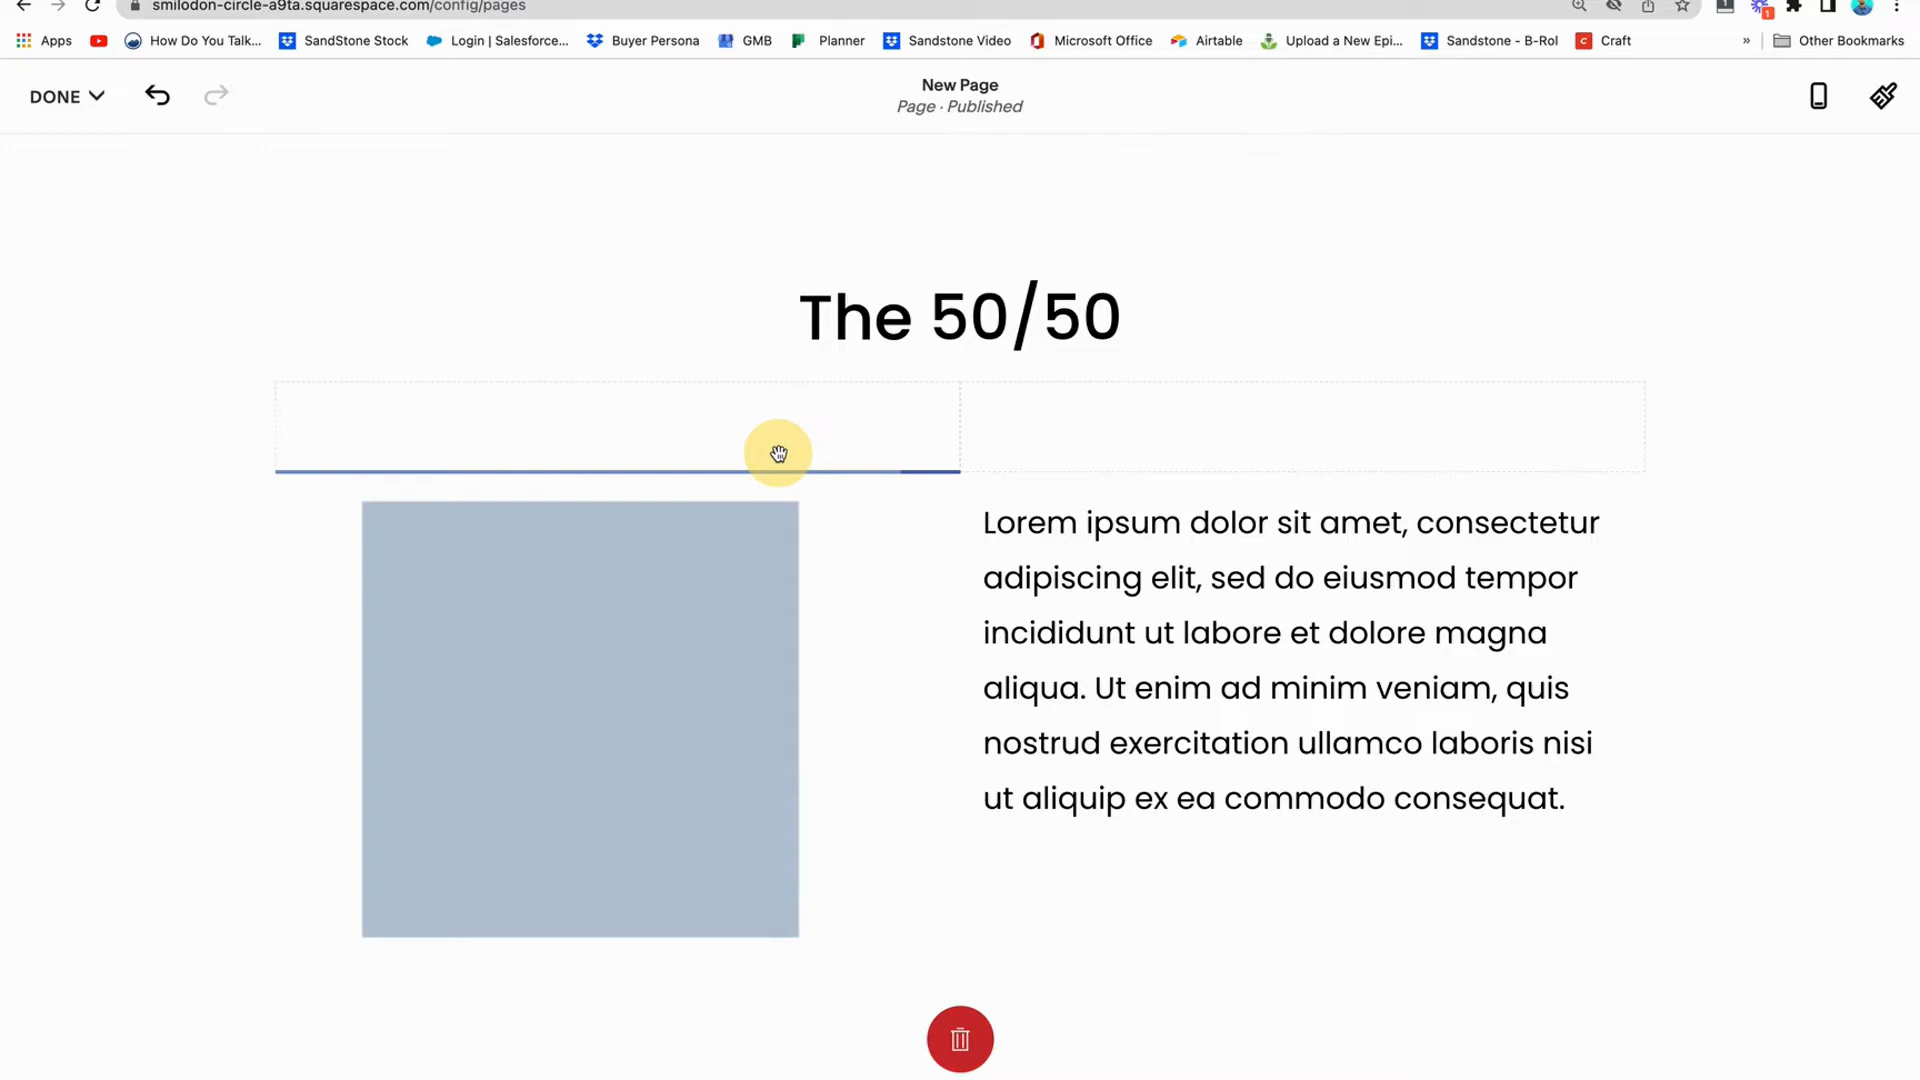 smilodon-circle-a9ta.squarespace.com/config/pages
Apps How Do You Talk... SandStone Stock Login | Salesforce... Buyer Persona GMB Planner Sandstone Video Microsoft Office Airtable Upload a New Epi... Sandstone - B-Rol Craft » Other Bookmarks
DONE
New Page
Page · Published
The 50/50
Lorem ipsum dolor sit amet, consectetur
adipiscing elit, sed do eiusmod tempor
incididunt ut labore et dolore magna
aliqua. Ut enim ad minim veniam, quis
nostrud exercitation ullamco laboris nisi
ut aliquip ex ea commodo consequat.